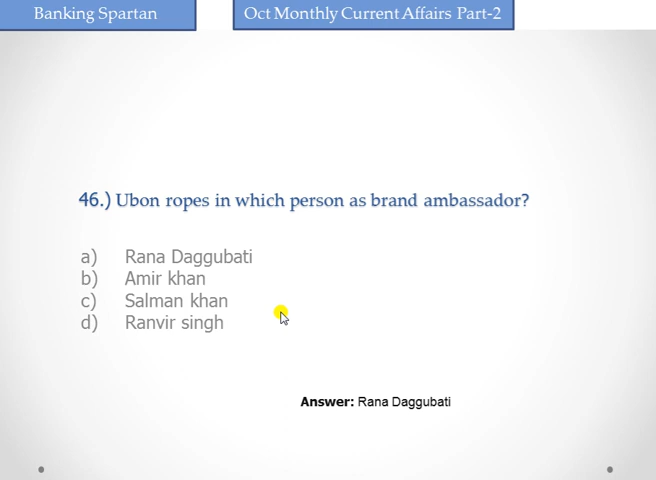 Banking Spartan
Oct Monthly Current Affairs Part-2
46.) Ubon ropes in which person as brand ambassador?
a) Rana Daggubati
b) Amir khan
c) Salman khan
d) Ranvir singh
Answer: Rana Daggubati